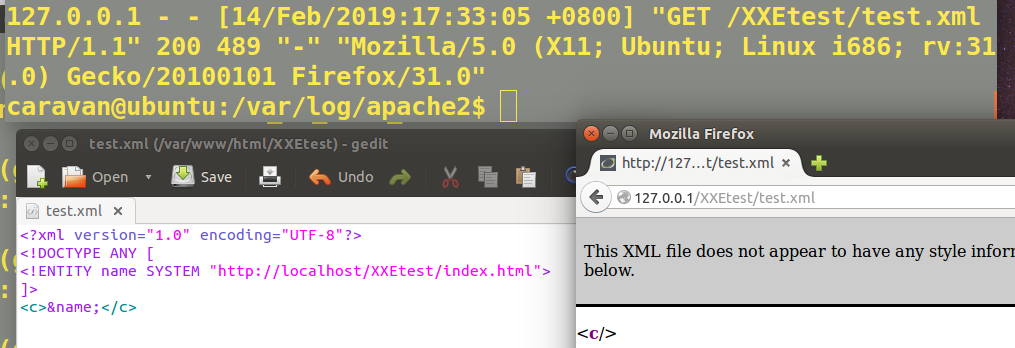 127.0.0.1 - - [14/Feb/2019:17:33:05 +0800] "GET /XXEtest/test.xml
HTTP/1.1" 200 489 "-" "Mozilla/5.0 (X11; Ubuntu; Linux i686; rv:31
.0) Gecko/20100101 Firefox/31.0"
caravan@ubuntu:/var/log/apache2$
test.xml (/var/www/html/XXEtest) - gedit
Open
Save
Undo
test.xml
<?xml version="1.0" encoding="UTF-8"?>
<!DOCTYPE ANY [
<!ENTITY name SYSTEM "http://localhost/XXEtest/index.html">
]>
<c>&name;</c>
Mozilla Firefox
http://127...t/test.xml
127.0.0.1/XXEtest/test.xml
This XML file does not appear to have any style infor
below.
<c/>